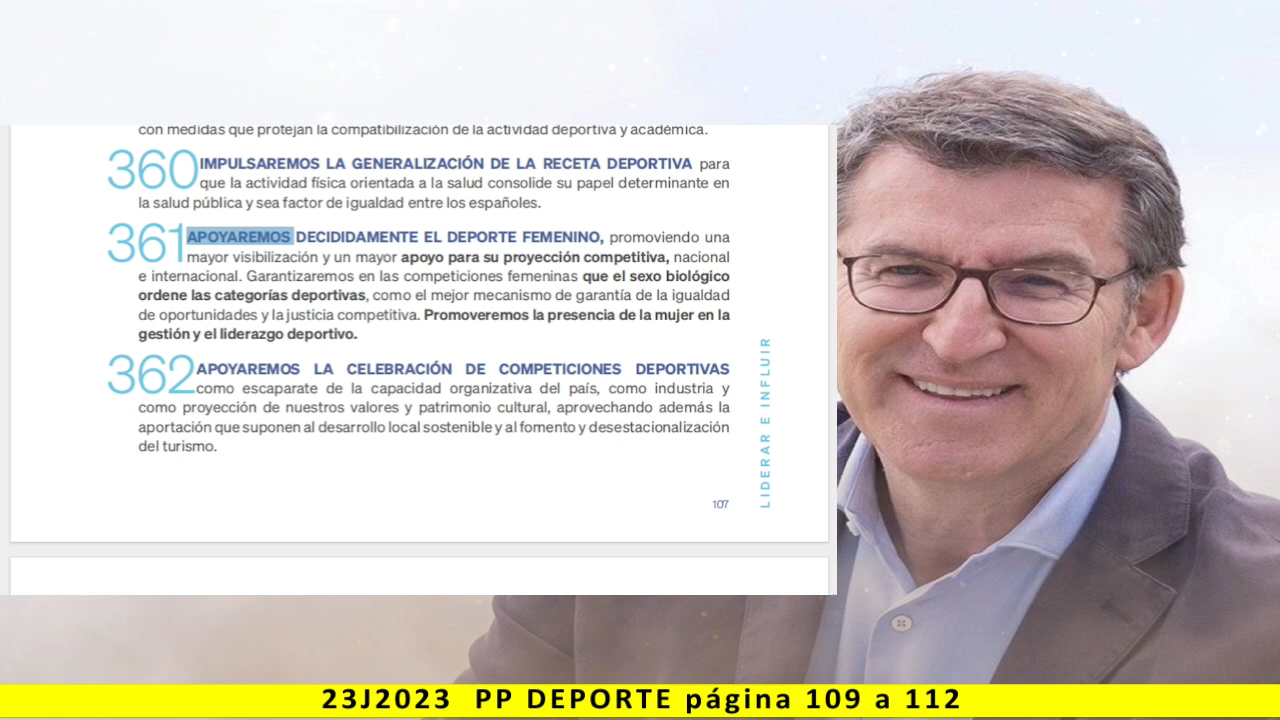 con medidas que protejan la compatibilización de la actividad deportiva y académica.
360 IMPULSAREMOS LA GENERALIZACIÓN DE LA RECETA DEPORTIVA para
que la actividad física orientada a la salud consolide su papel determinante en
la salud pública y sea factor de igualdad entre los españoles.
361 APOYAREMOS DECIDIDAMENTE EL DEPORTE FEMENINO, promoviendo una
mayor visibilización y un mayor apoyo para su proyección competitiva, nacional
e internacional. Garantizaremos en las competiciones femeninas que el sexo biológico
ordene las categorías deportivas, como el mejor mecanismo de garantía de la igualdad
de oportunidades y la justicia competitiva. Promoveremos la presencia de la mujer en la
gestión y el liderazgo deportivo.
362 APOYAREMOS LA CELEBRACIÓN DE COMPETICIONES DEPORTIVAS
como escaparate de la capacidad organizativa del país, como industria y
como proyección de nuestros valores y patrimonio cultural, aprovechando además la
aportación que suponen al desarrollo local sostenible y al fomento y desestacionalización
del turismo.
107
LIDERAR E INFLUIR
23J2023 PP DEPORTE página 109 a 112